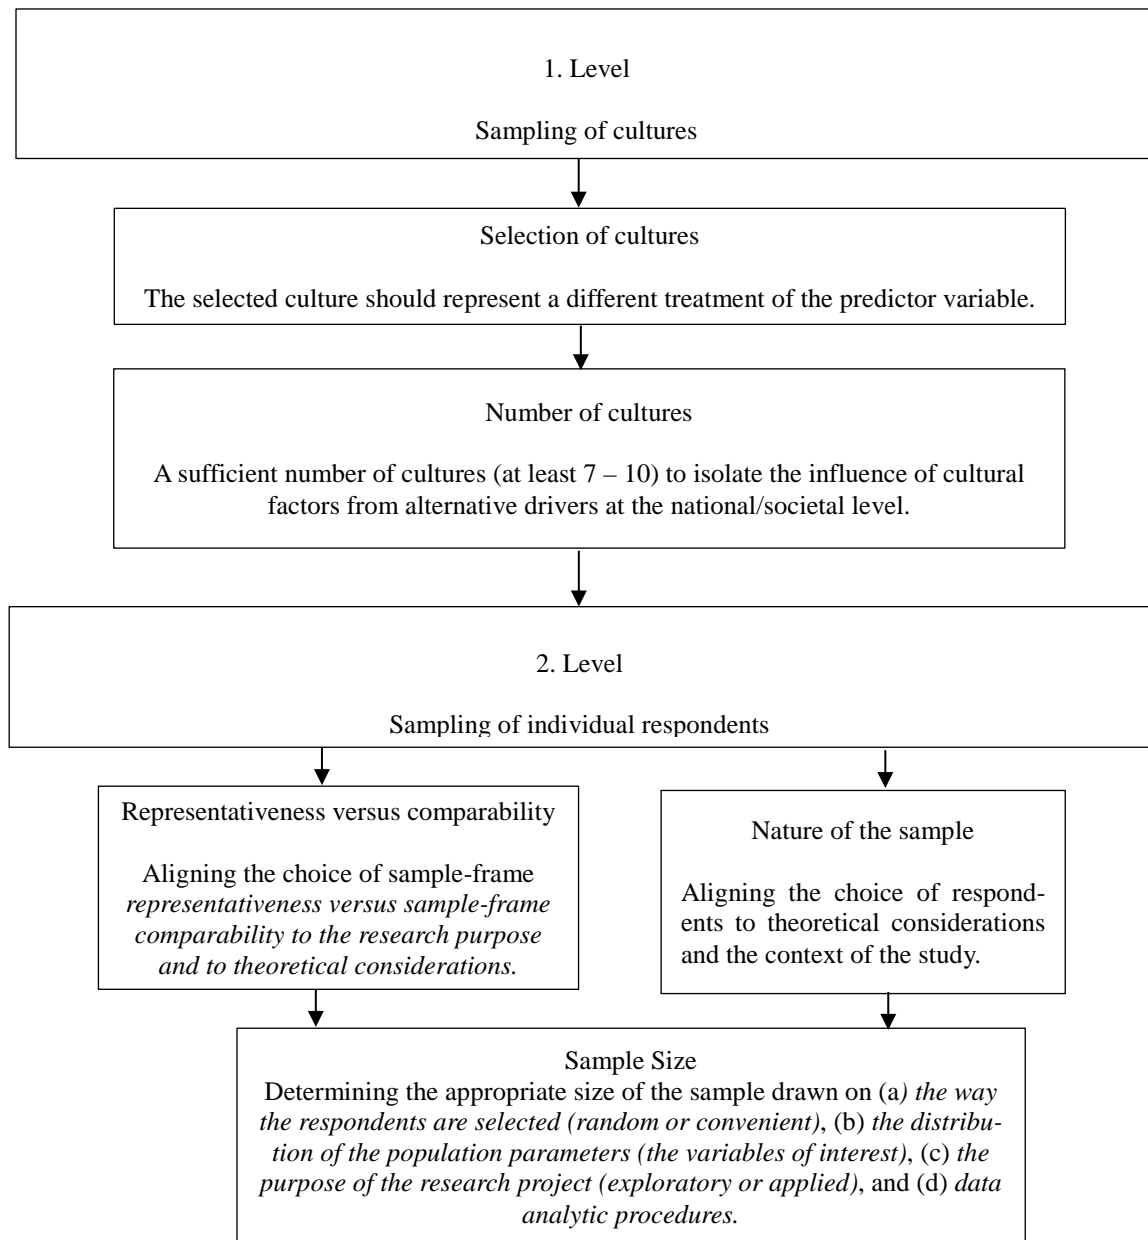 1. Level
Sampling of cultures
Selection of cultures
The selected culture should represent a different treatment of the predictor variable.
Number of cultures
A sufficient number of cultures (at least 7 – 10) to isolate the influence of cultural
factors from alternative drivers at the national/societal level.
2. Level
Sampling of individual respondents
Representativeness versus comparability
Aligning the choice of sample-frame
representativeness versus sample-frame
comparability to the research purpose
and to theoretical considerations.
Nature of the sample
Aligning the choice of respond-
ents to theoretical considerations
and the context of the study.
Sample Size
Determining the appropriate size of the sample drawn on (a) the way
the respondents are selected (random or convenient), (b) the distribu-
tion of the population parameters (the variables of interest), (c) the
purpose of the research project (exploratory or applied), and (d) data
analytic procedures.